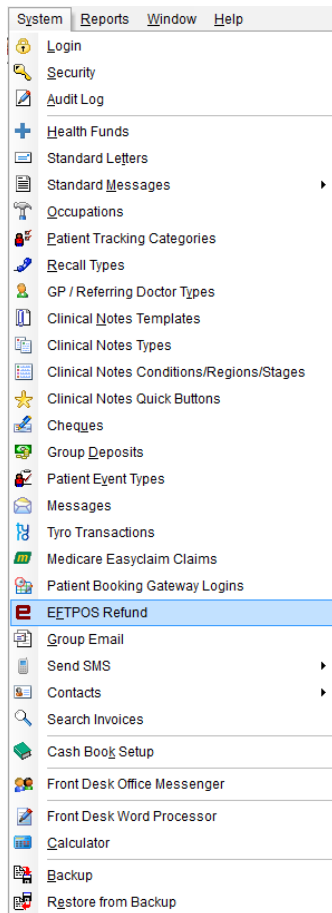 System Reports Window Help
Login
Security
Audit Log
Health Funds
Standard Letters
Standard Messages
Occupations
Patient Tracking Categories
Recall Types
GP / Referring Doctor Types
Clinical Notes Templates
Clinical Notes Types
Clinical Notes Conditions/Regions/Stages
Clinical Notes Quick Buttons
Cheques
Group Deposits
Patient Event Types
Messages
Tyro Transactions
Medicare Easyclaim Claims
Patient Booking Gateway Logins
EFTPOS Refund
Group Email
Send SMS
Contacts
Search Invoices
Cash Book Setup
Front Desk Office Messenger
Front Desk Word Processor
Calculator
Backup
Restore from Backup